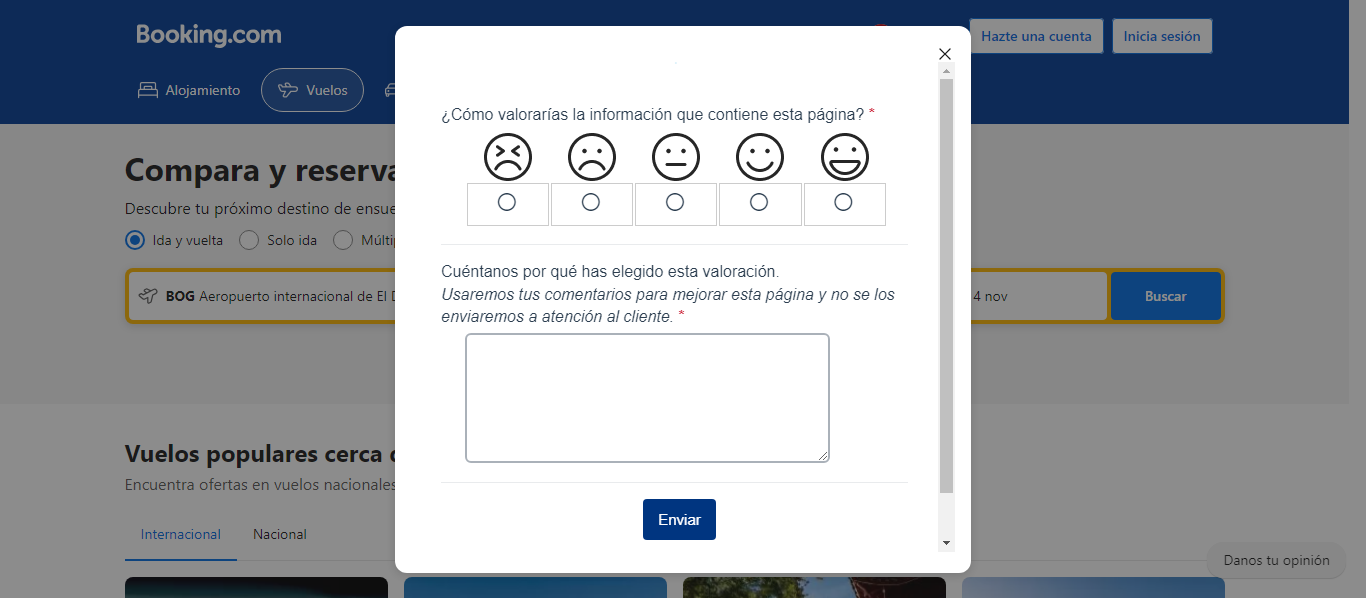 Booking.com
Hazte una cuenta
Inicia sesión
Alojamiento
Vuelos
¿Cómo valorarías la información que contiene esta página? *
Compara y reserva
Descubre tu próximo destino de ensue
Ida y vuelta
Solo ida
Múlti
Cuéntanos por qué has elegido esta valoración.
Usaremos tus comentarios para mejorar esta página y no se los
enviaremos a atención al cliente. *
BOG Aeropuerto internacional de El
4 nov
Buscar
Vuelos populares cerca
Encuentra ofertas en vuelos nacionales
Internacional
Nacional
Enviar
Danos tu opinión